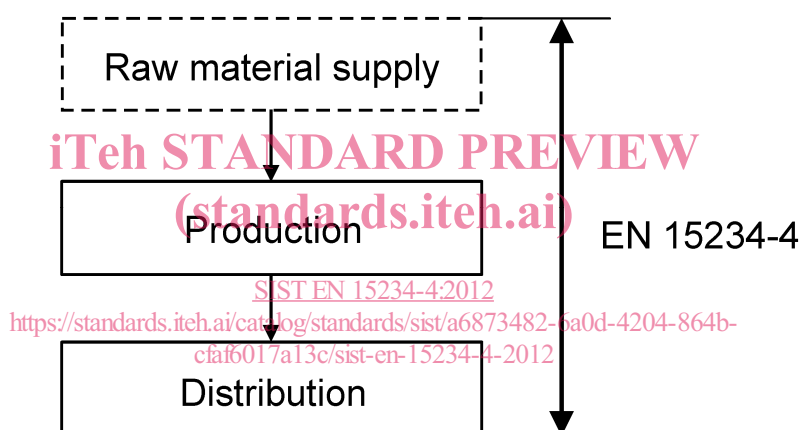 Raw material supply
iTeh STANDARD PREVIEW
(standards.iteh.ai)
Production
EN 15234-4
SIST EN 15234-4:2012
https://standards.iteh.ai/catalog/standards/sist/a6873482-6a0d-4204-864b-
cfaf6017a13c/sist-en-15234-4-2012
Distribution